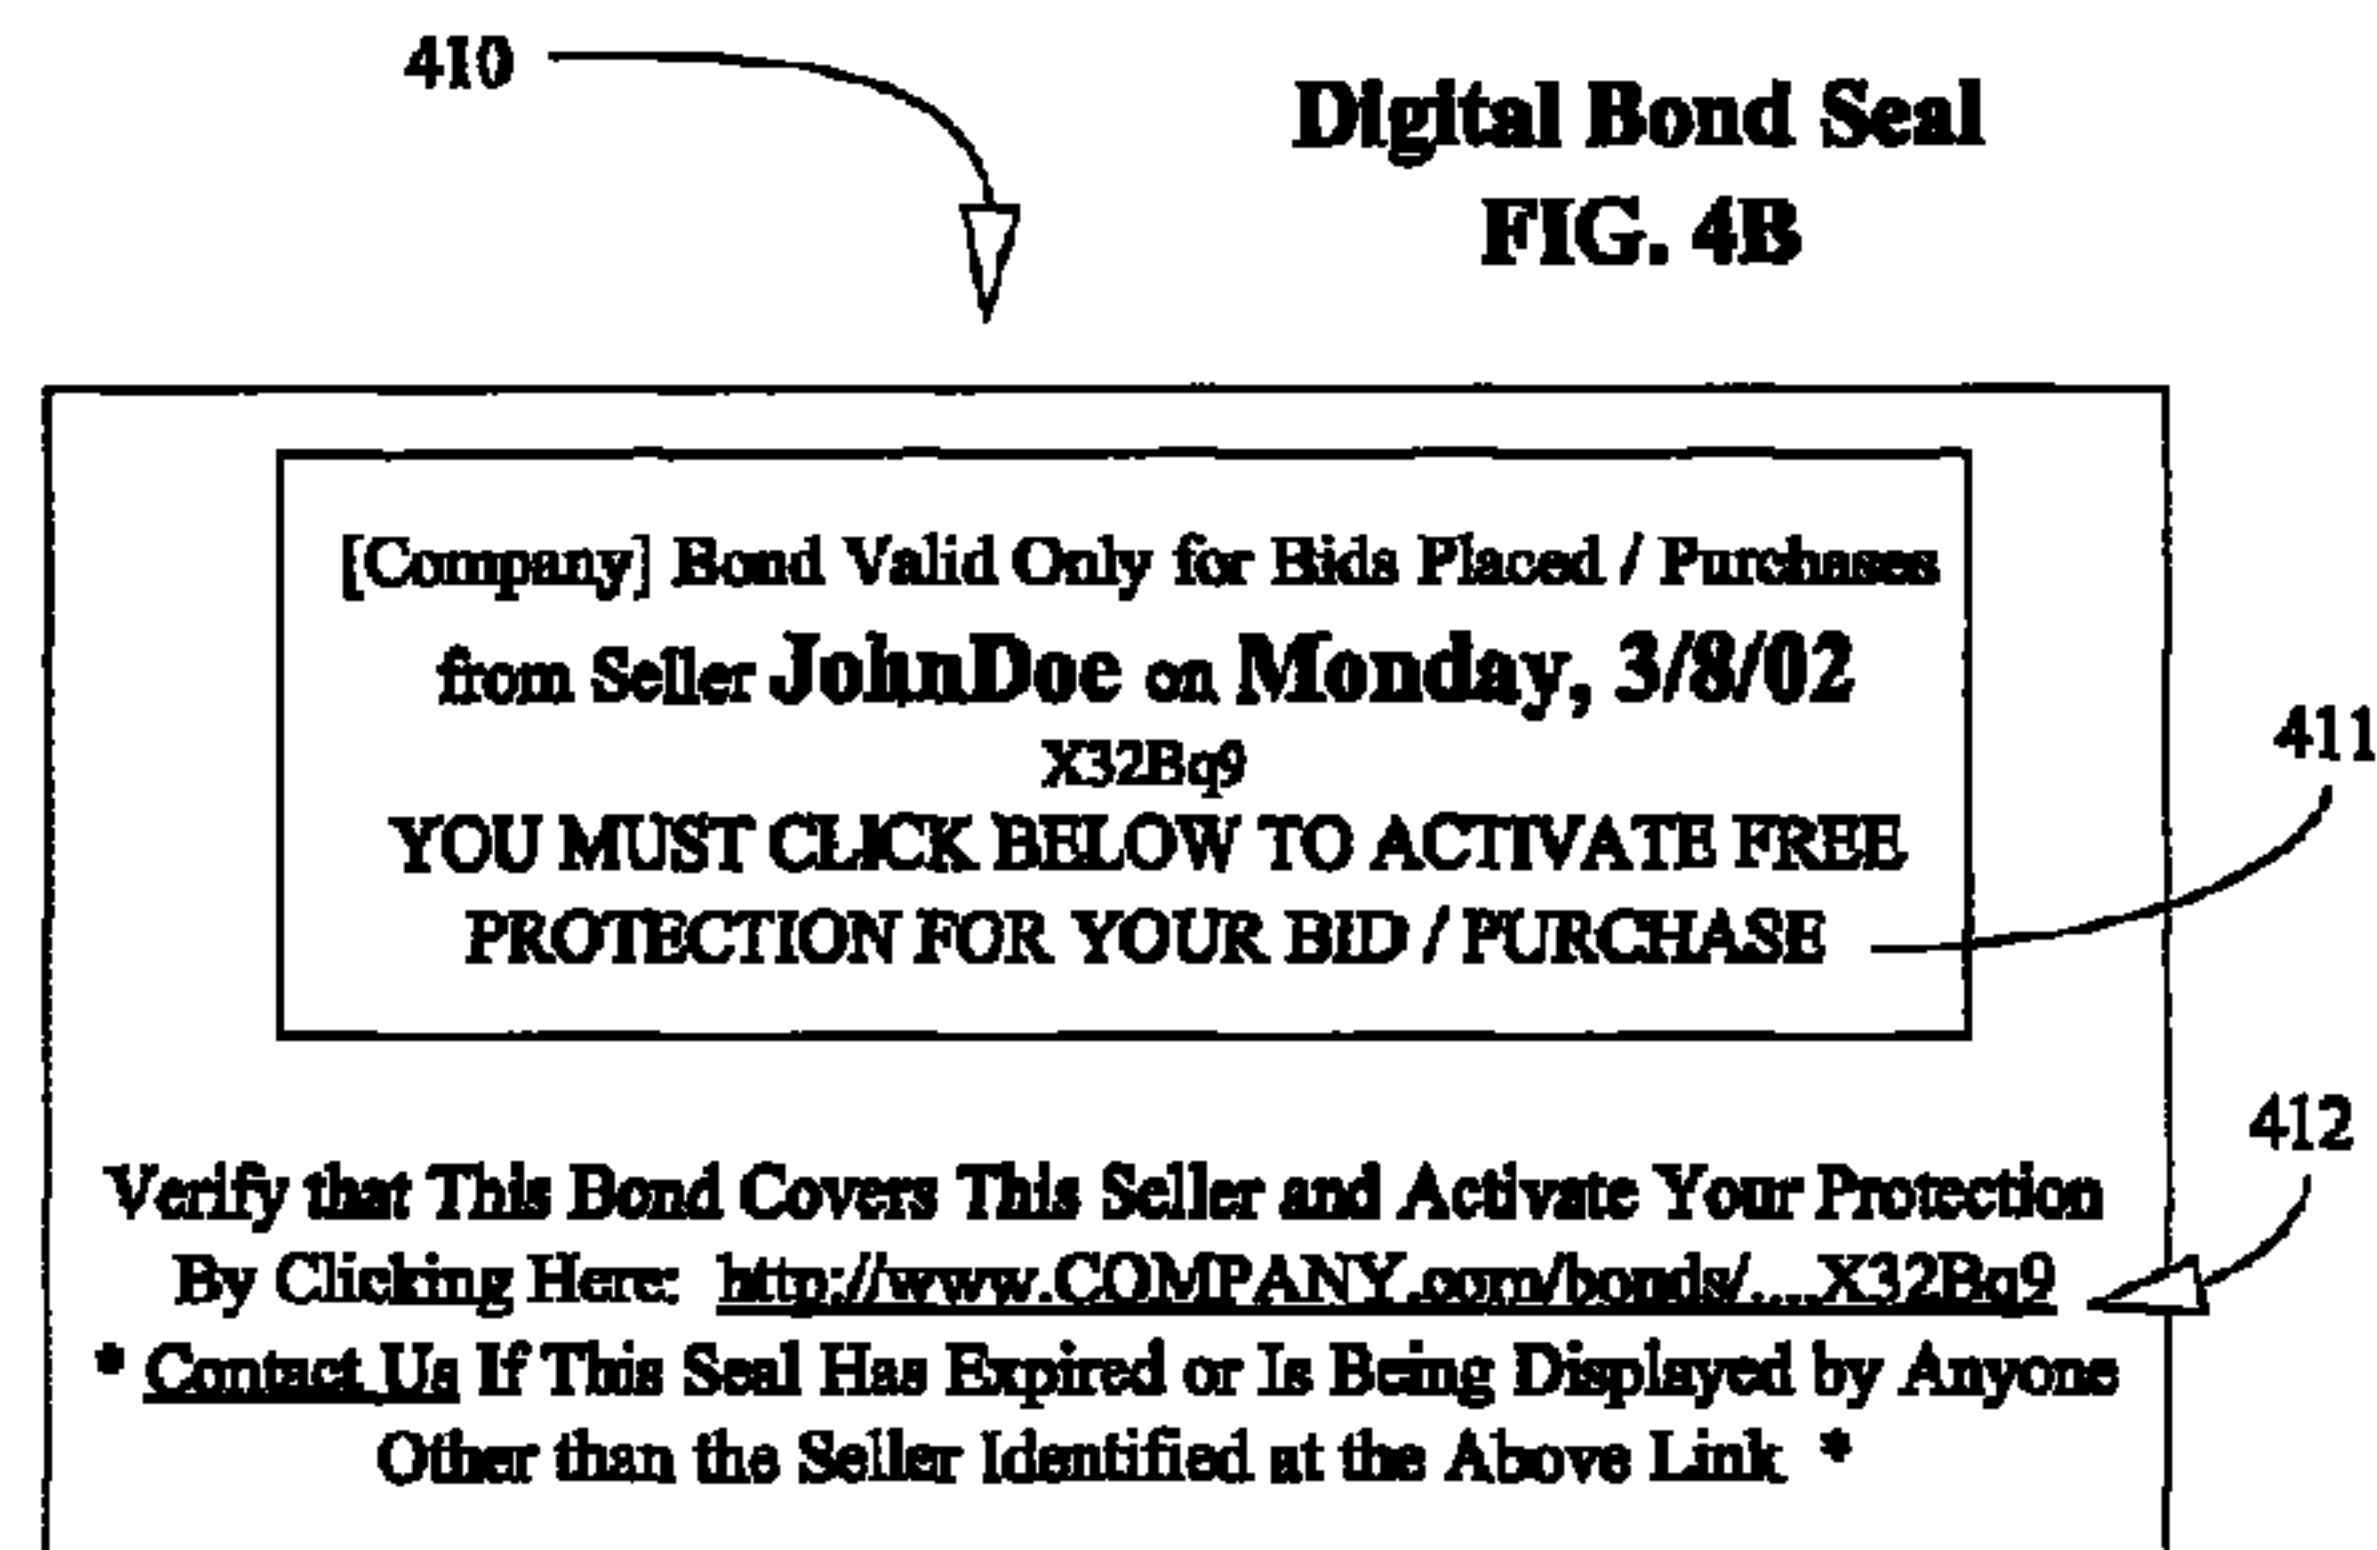 410
Digital Bond Seal
FIG. 4B
[Company] Bond Valid Only for Bids Placed / Purchases
from Seller JohnDoe on Monday, 3/8/02
X32Bq9
YOU MUST CLICK BELOW TO ACTIVATE FREE
PROTECTION FOR YOUR BID / PURCHASE
411
412
Verify that This Bond Covers This Seller and Activate Your Protection
By Clicking Here: http://www.COMPANY.com/bonds/....X32Bq9
* Contact Us If This Seal Has Expired or Is Being Displayed by Anyone
Other than the Seller Identified at the Above Link *